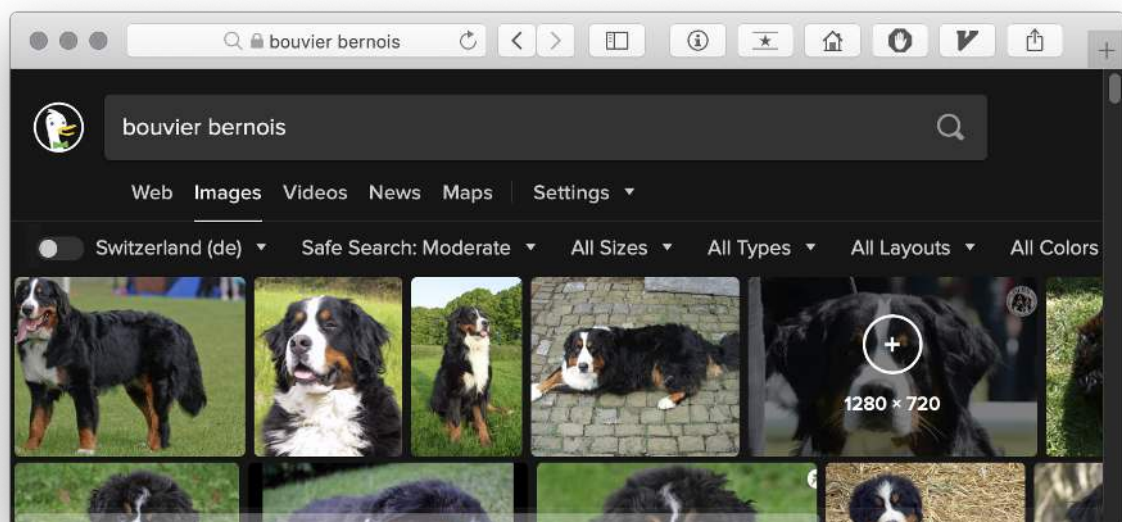 bouvier bernois
bouvier bernois
Web Images Videos News Maps Settings
Switzerland (de) Safe Search: Moderate All Sizes All Types All Layouts All Colors
1280 × 720